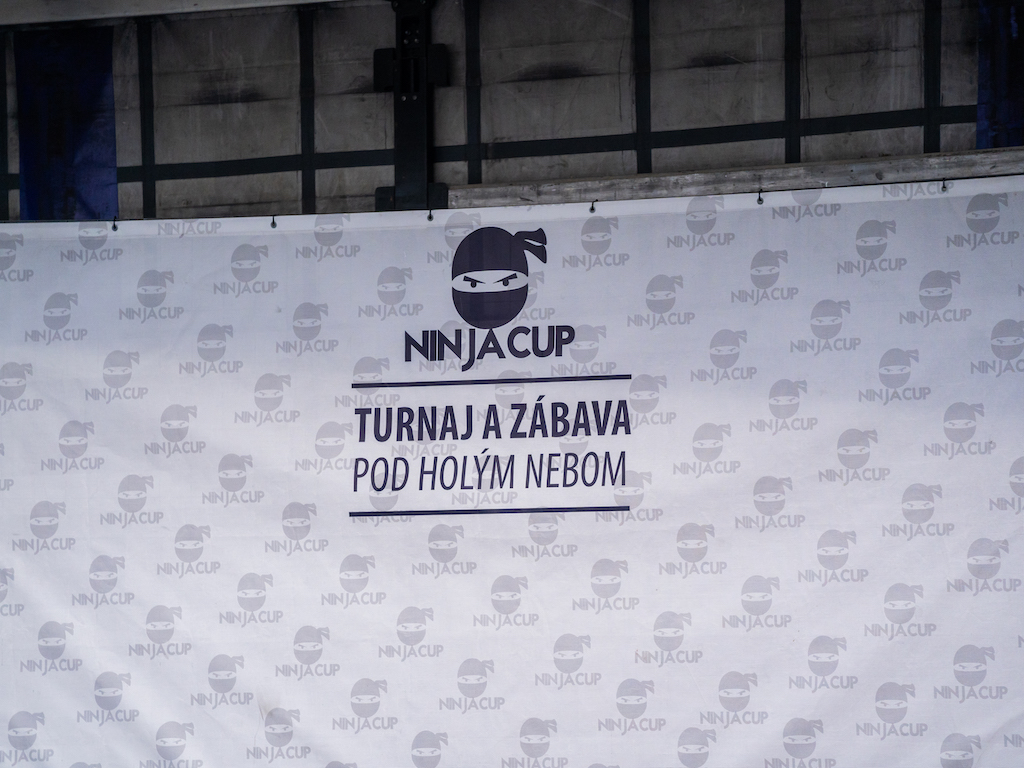 NINJACUP
TURNAJ A ZÁBAVA
POD HOLÝM NEBOM